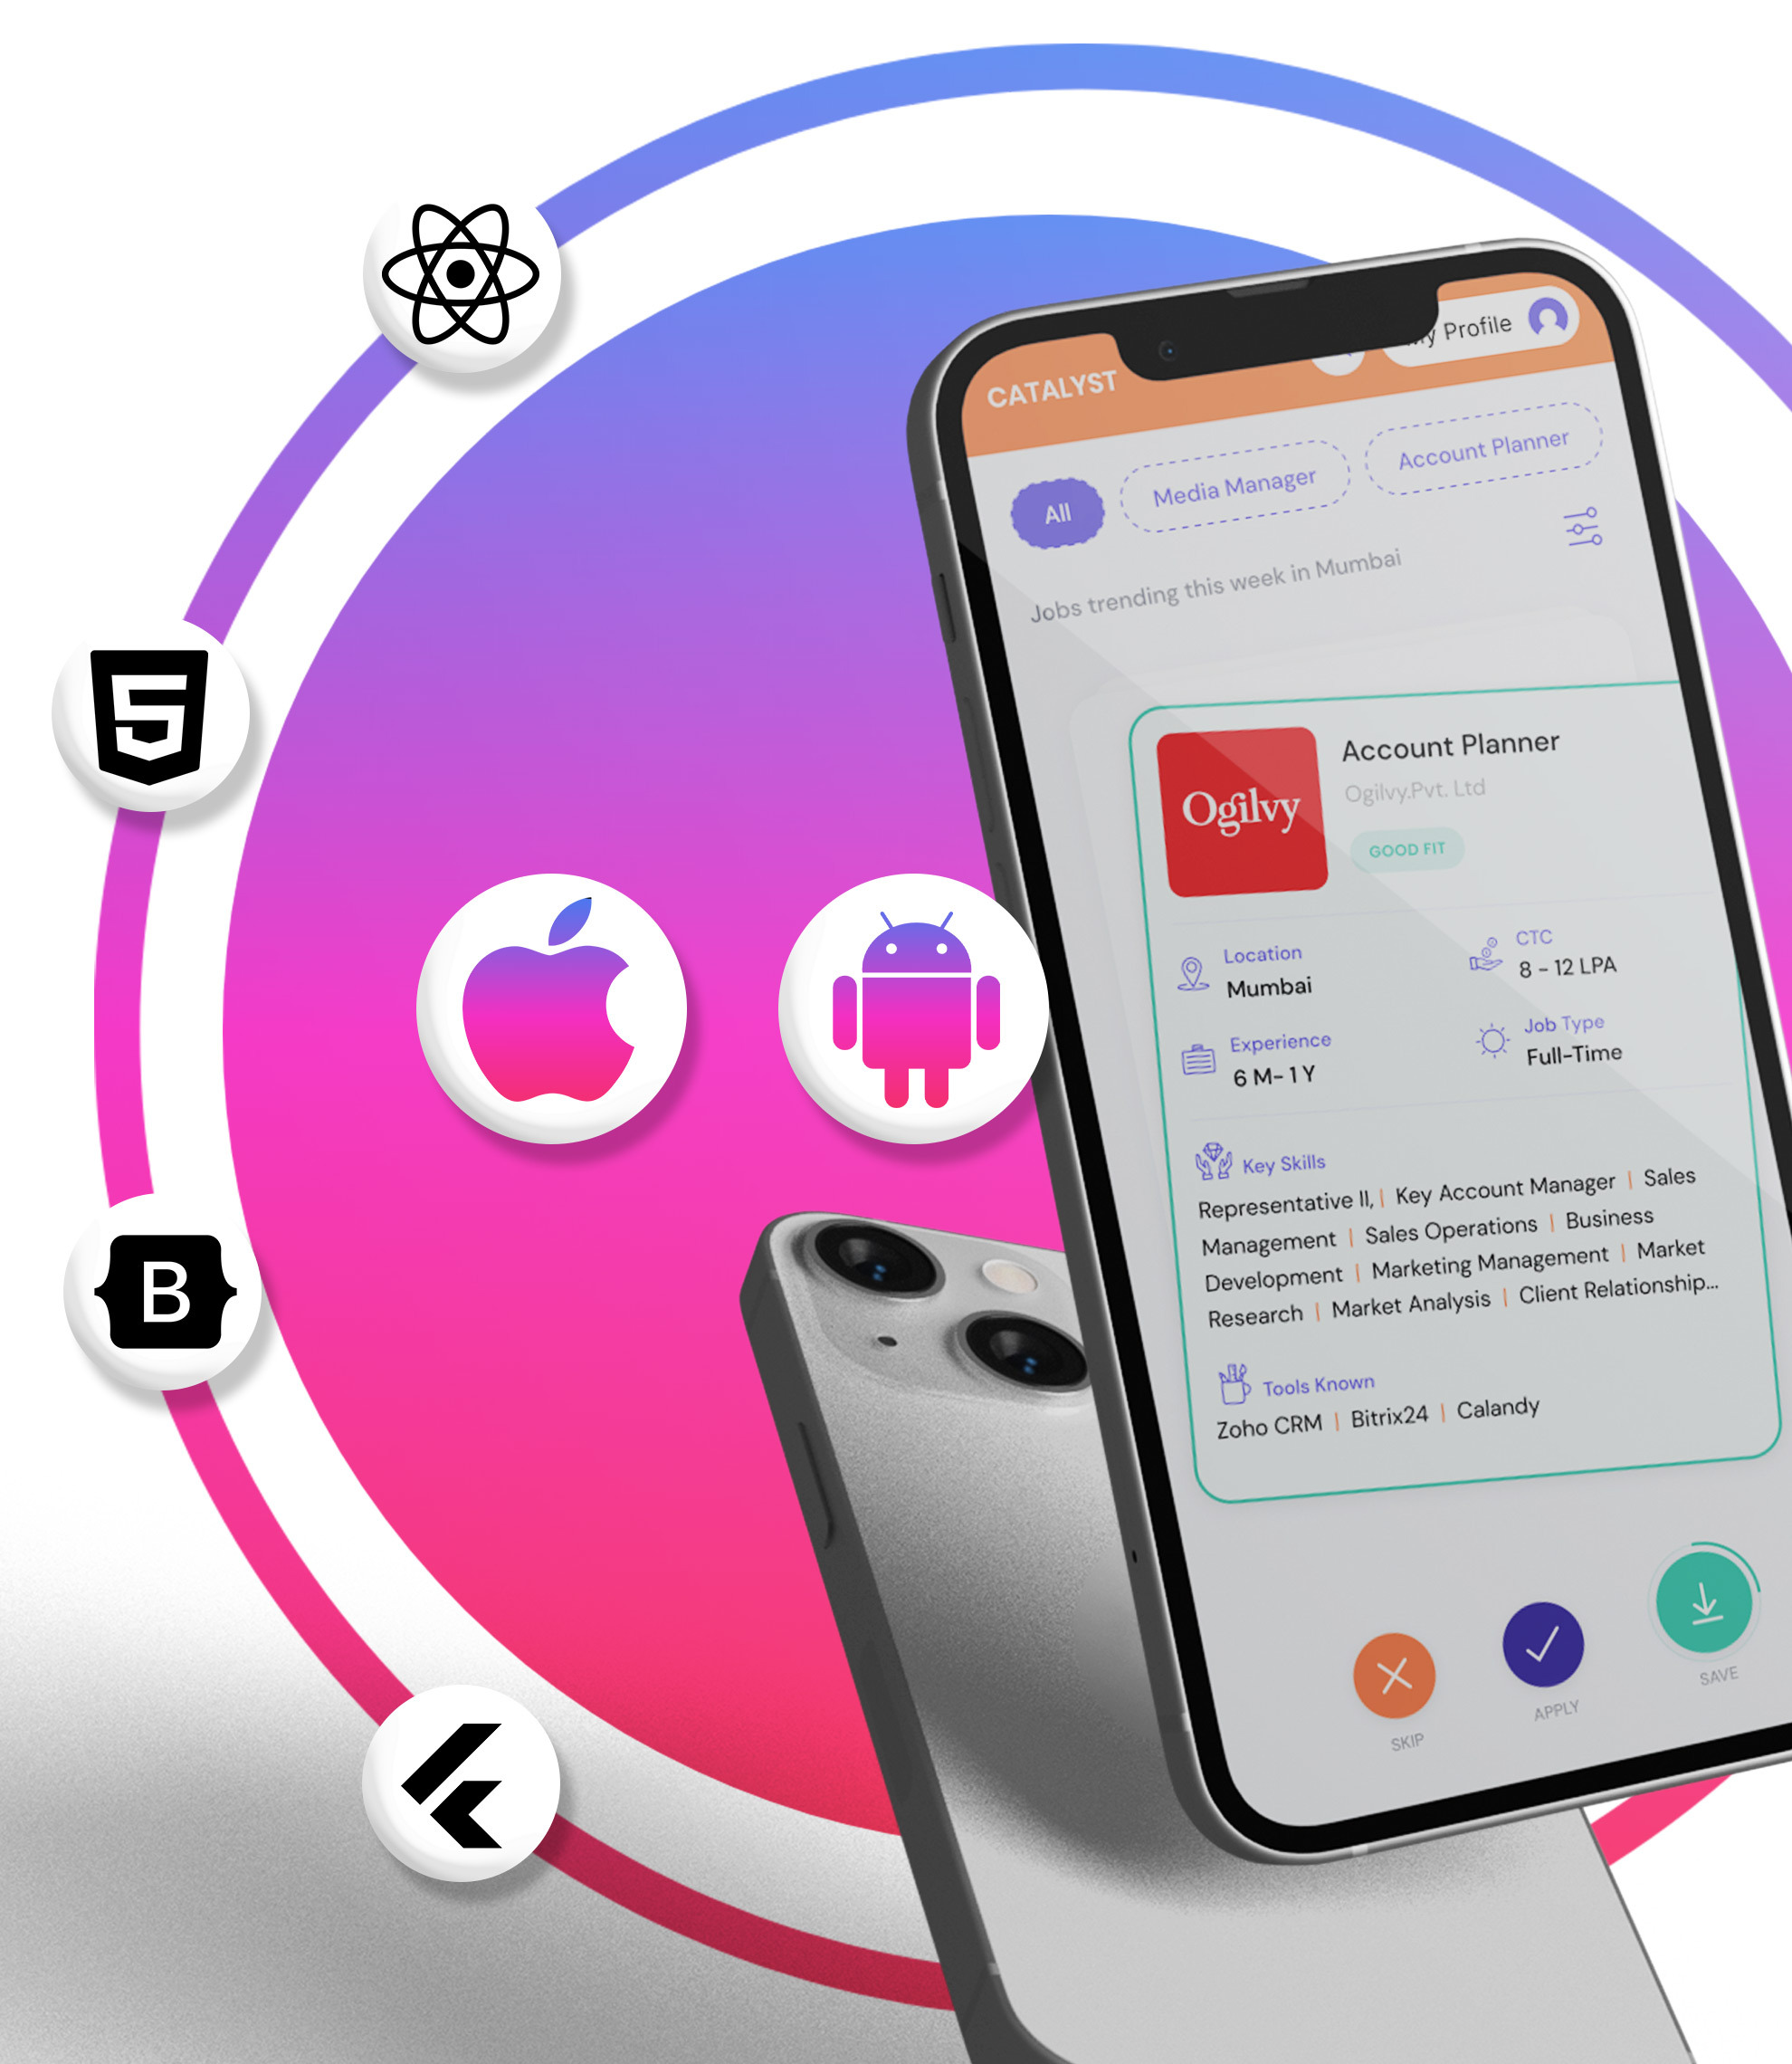 CATALYST
Profile
All
Media Manager
Account Planner
Jobs trending this week in Mumbai
Ogilvy
Account Planner
Ogilvy.Pvt. Ltd
GOOD FIT
Location
Mumbai
CTC
8 - 12 LPA
Experience
6 M- 1 Y
Job Type
Full-Time
Key Skills
Representative II, | Key Account Manager | Sales
Management | Sales Operations | Business
Development | Marketing Management | Market
Research | Market Analysis | Client Relationship...
Tools Known
Zoho CRM | Bitrix24 | Calandy
SKIP
APPLY
SAVE
5
B